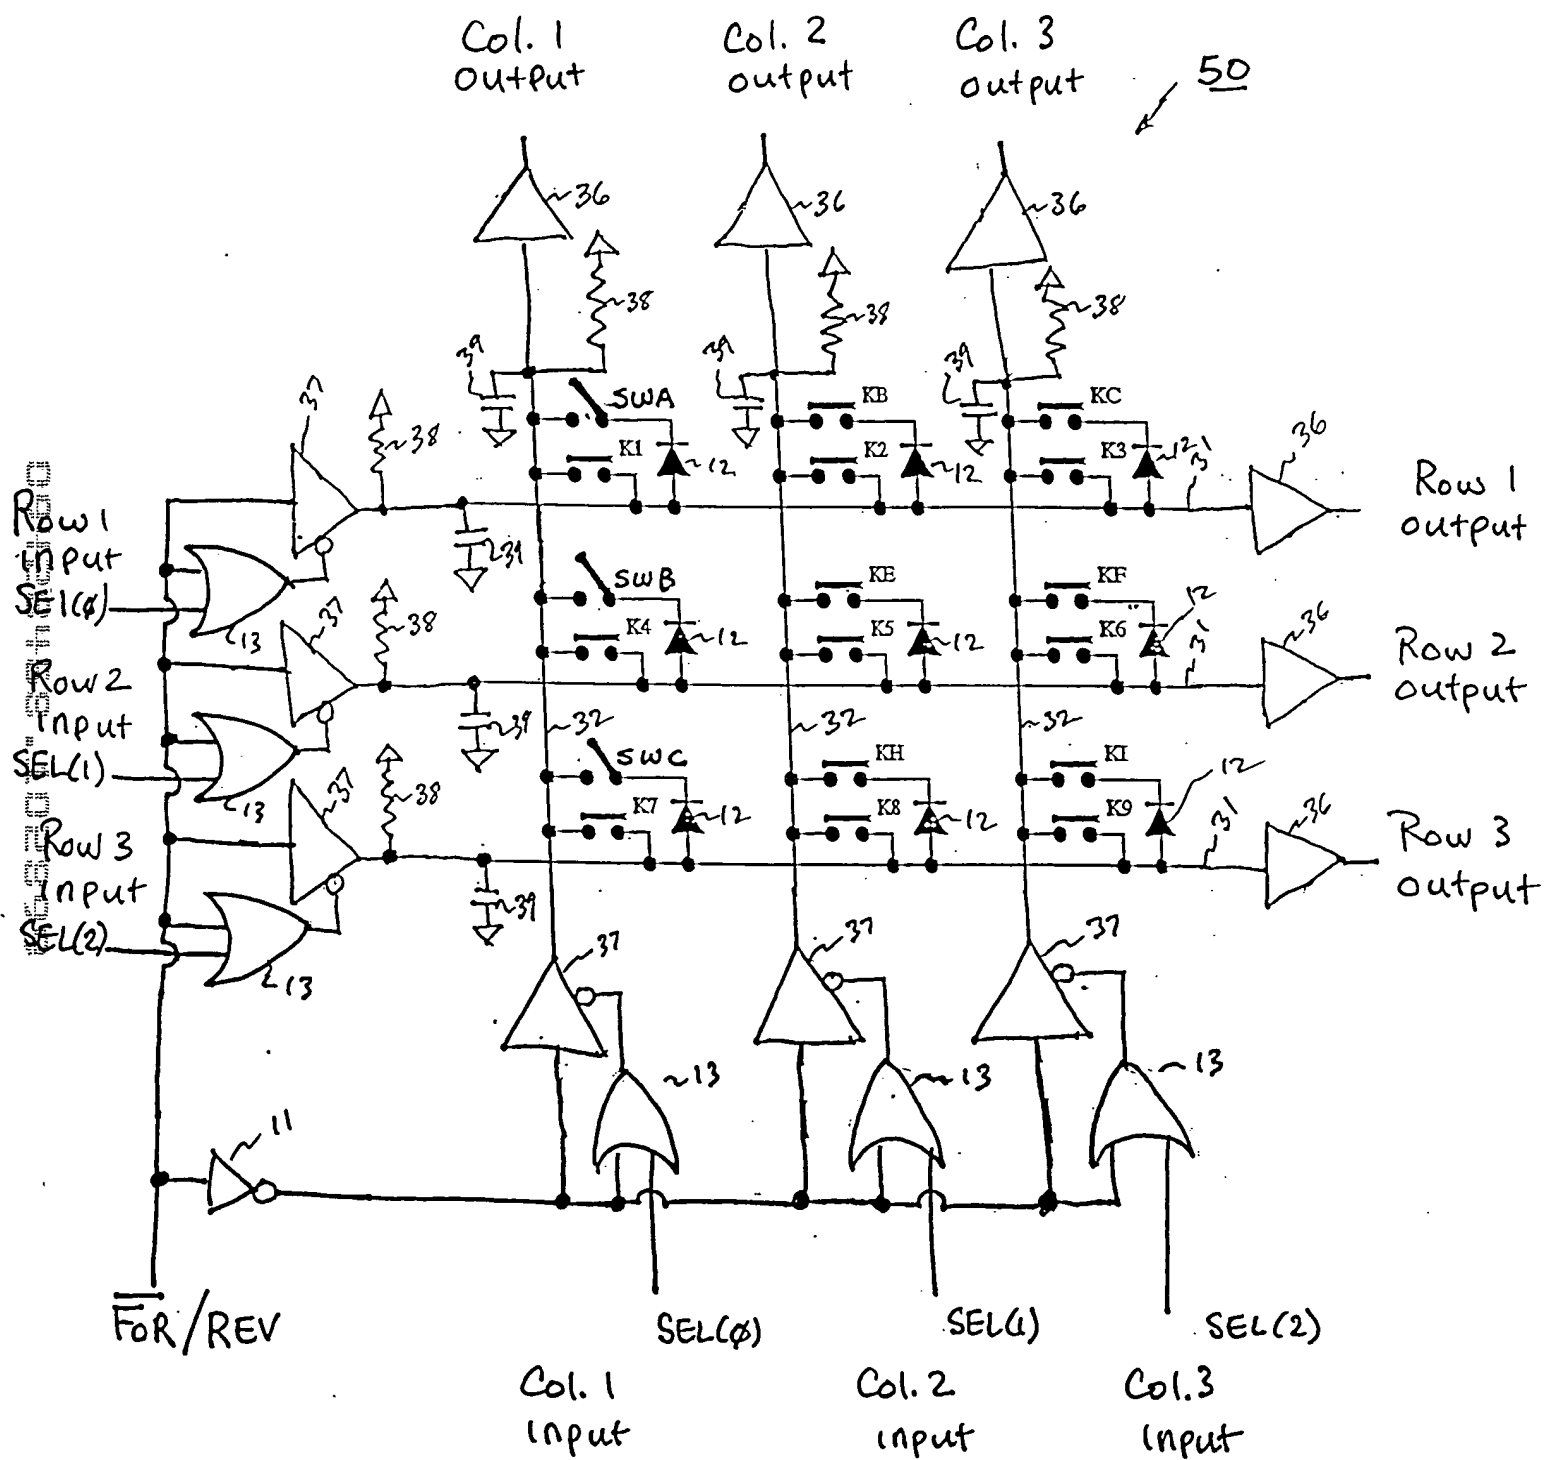 Col. 1
output
Col. 2
output
Col. 3
output
50
36
36
36
38
38
38
39
39
39
37
38
SWA
KB
KC
K1
12
K2
12
K3
12
31
36
Row 1
output
Row 1
input
SEL(φ)
13
39
37
38
SWB
KE
KF
12
K4
12
K5
12
K6
31
36
Row 2
output
Row 2
input
SEL(1)
13
39
32
32
32
37
38
SWC
KH
KI
12
K7
12
K8
12
K9
31
36
Row 3
output
Row 3
input
SEL(2)
13
39
37
37
37
13
13
13
11
FOR/REV
SEL(φ)
SEL(1)
SEL(2)
Col. 1
input
Col. 2
input
Col. 3
input